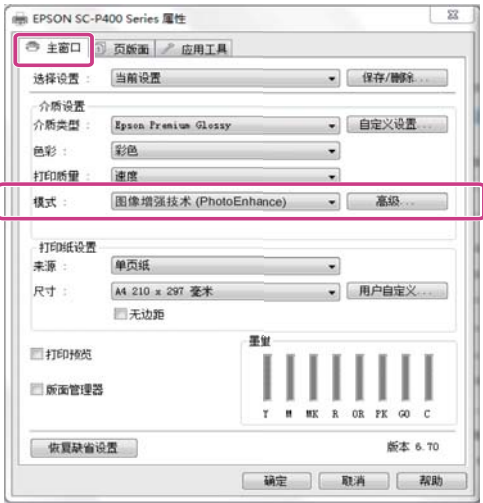 EPSON SC-P400 Series 属性
主窗口 页版面 应用工具
选择设置： 当前设置 保存/删除...
介质设置
介质类型： Epson Premium Glossy 自定义设置...
色彩： 彩色
打印质量： 速度
模式： 图像增强技术 (PhotoEnhance) 高级...
打印纸设置
来源： 单页纸
尺寸： A4 210 x 297 毫米 用户自定义...
无边距
打印预览
墨量
版面管理器
Y M MK R OR PK GO C
恢复缺省设置 版本 6.70
确定 取消 帮助